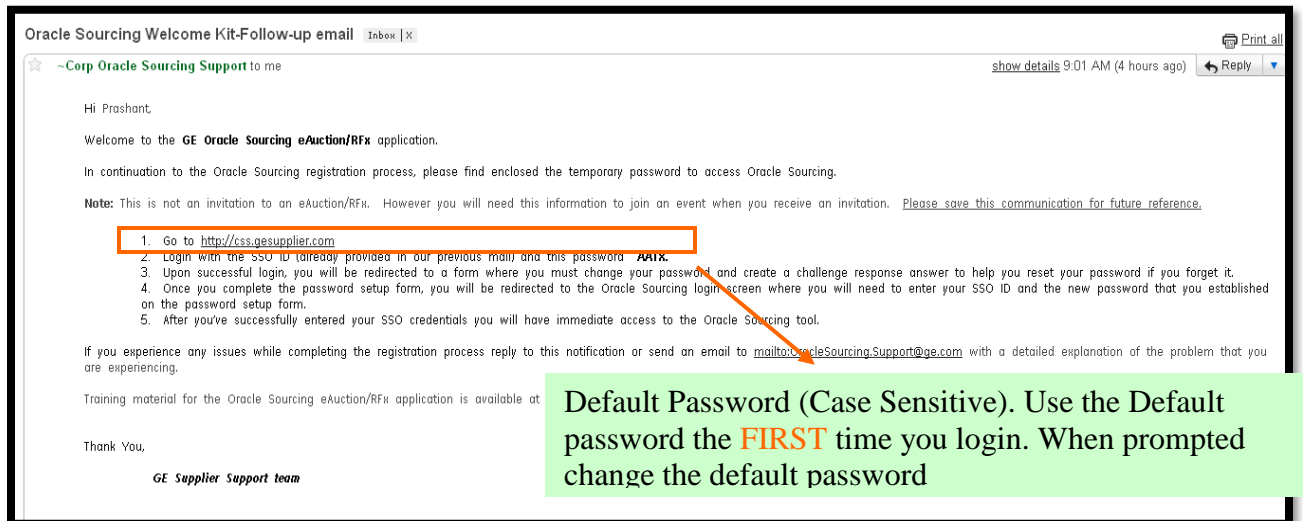 Oracle Sourcing Welcome Kit-Follow-up email Inbox | X
Print all
~Corp Oracle Sourcing Support to me show details 9:01 AM (4 hours ago) Reply
Hi Prashant,
Welcome to the GE Oracle Sourcing eAuction/RFx application.
In continuation to the Oracle Sourcing registration process, please find enclosed the temporary password to access Oracle Sourcing.
Note: This is not an invitation to an eAuction/RFx. However you will need this information to join an event when you receive an invitation. Please save this communication for future reference.
1. Go to http://css.gesupplier.com
2. Login with the SSO ID (already provided in our previous mail) and this password
3. Upon successful login, you will be redirected to a form where you must change your password and create a challenge response answer to help you reset your password if you forget it.
4. Once you complete the password setup form, you will be redirected to the Oracle Sourcing login screen where you will need to enter your SSO ID and the new password that you established
on the password setup form.
5. After you've successfully entered your SSO credentials you will have immediate access to the Oracle Sourcing tool.
If you experience any issues while completing the registration process reply to this notification or send an email to mailto:OracleSourcing.Support@ge.com with a detailed explanation of the problem that you
are experiencing.
Training material for the Oracle Sourcing eAuction/RFx application is available at
Default Password (Case Sensitive). Use the Default
password the FIRST time you login. When prompted
change the default password
Thank You,
GE Supplier Support team